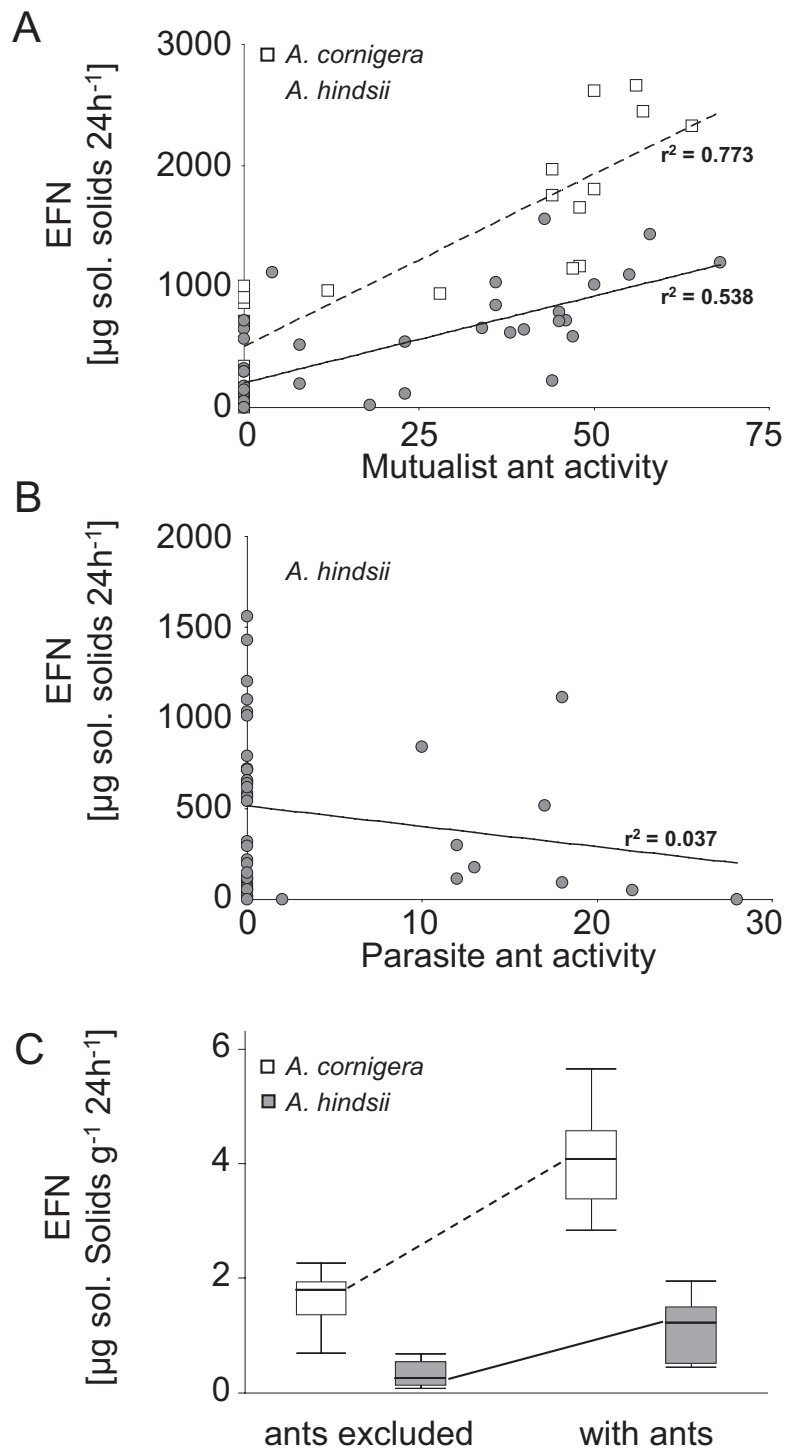 A
EFN
[µg sol. solids 24h⁻¹]
3000
2000
1000
0
A. cornigera
A. hindsii
r² = 0.773
r² = 0.538
0 25 50 75
Mutualist ant activity
B
EFN
[µg sol. solids 24h⁻¹]
2000
1500
1000
500
0
A. hindsii
r² = 0.037
0 10 20 30
Parasite ant activity
C
EFN
[µg sol. Solids g⁻¹ 24h⁻¹]
6
4
2
0
A. cornigera
A. hindsii
ants excluded with ants